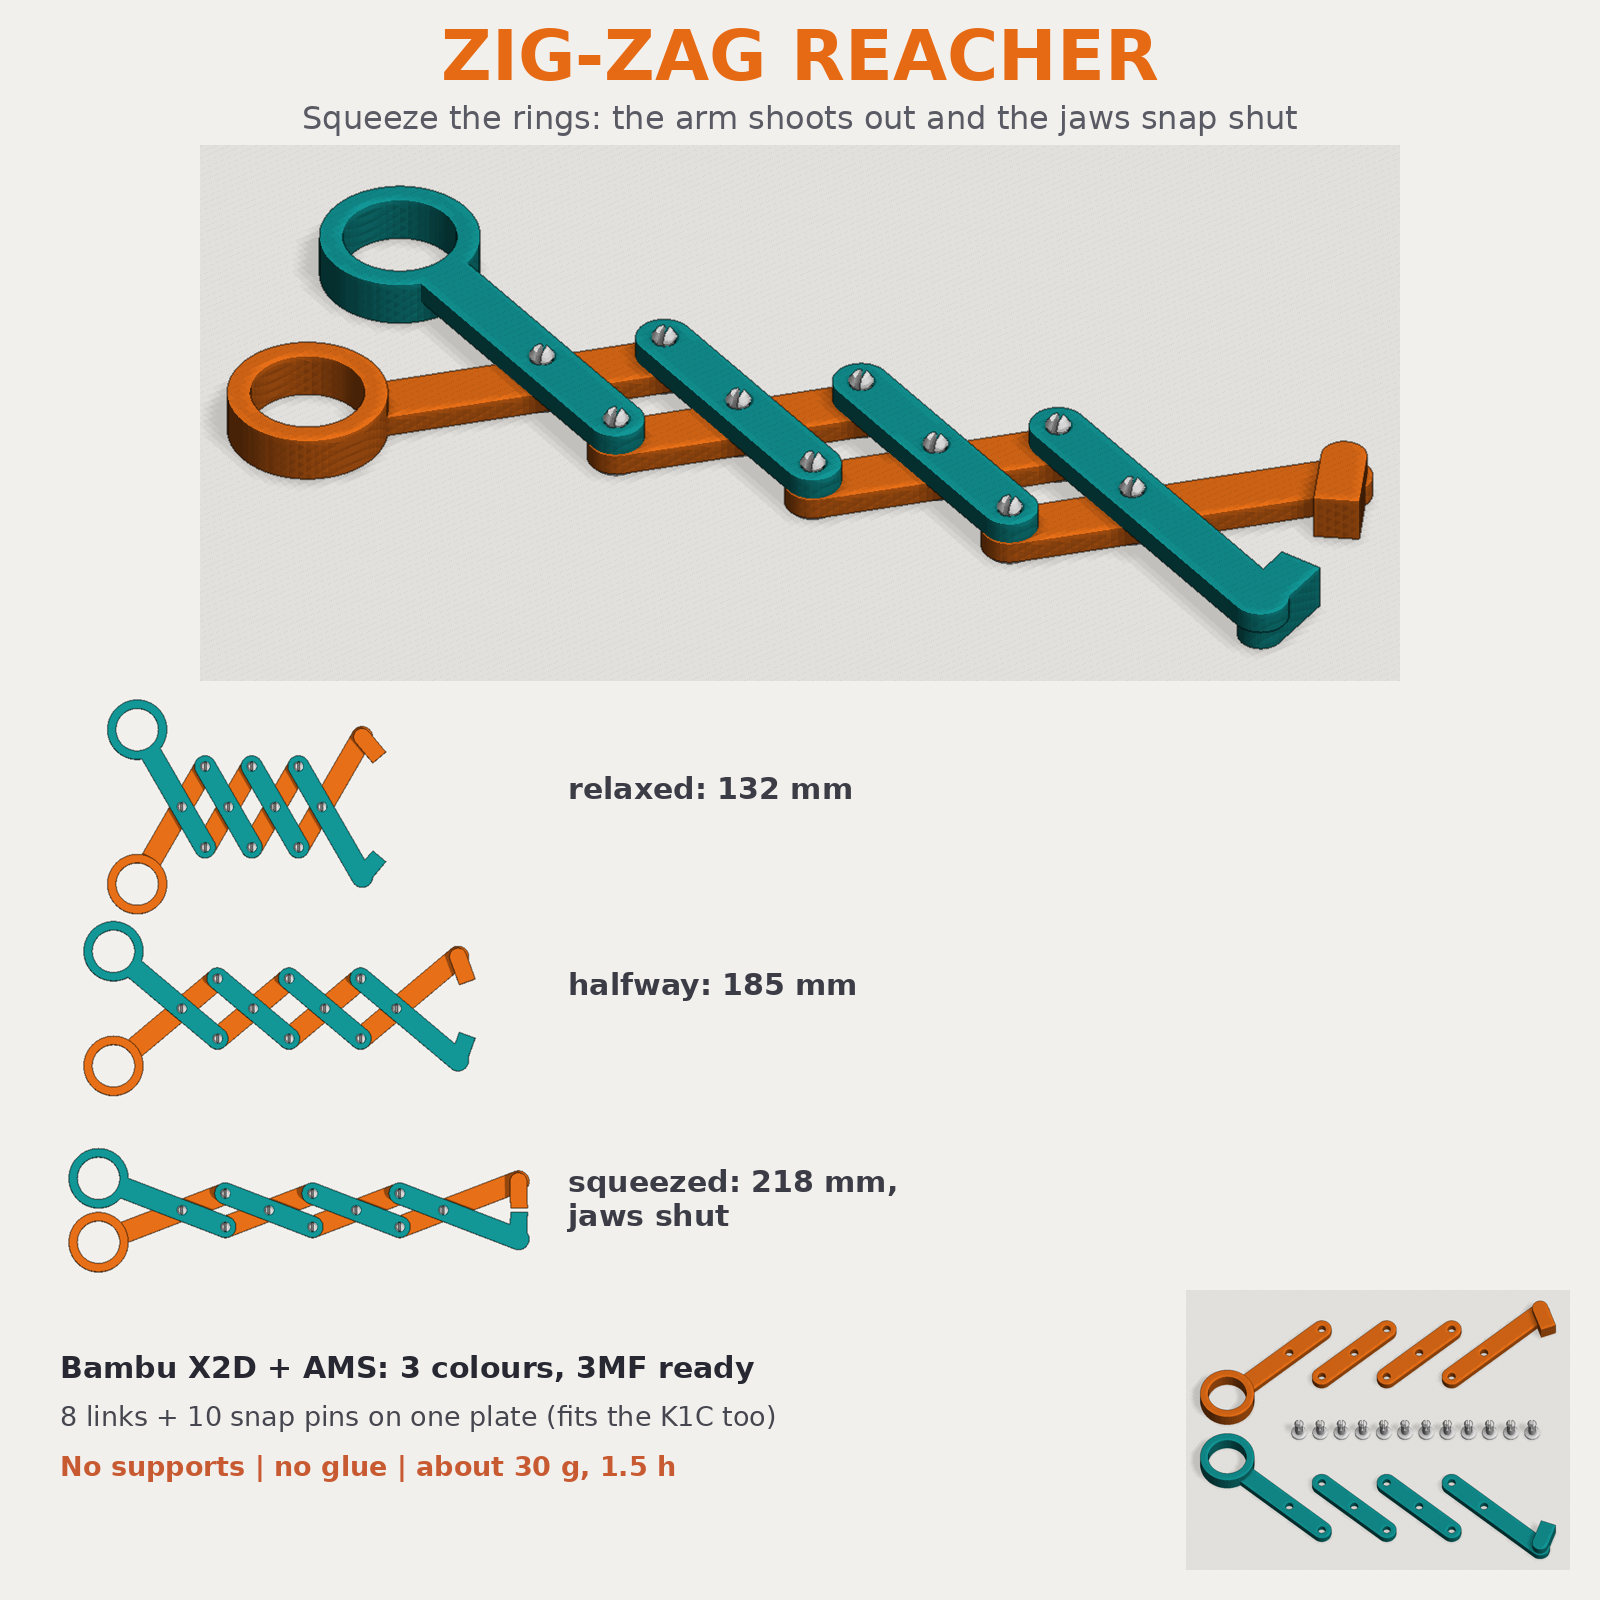 ZIG-ZAG REACHER
Squeeze the rings: the arm shoots out and the jaws snap shut
relaxed: 132 mm
halfway: 185 mm
squeezed: 218 mm,
jaws shut
Bambu X2D + AMS: 3 colours, 3MF ready
8 links + 10 snap pins on one plate (fits the K1C too)
No supports | no glue | about 30 g, 1.5 h